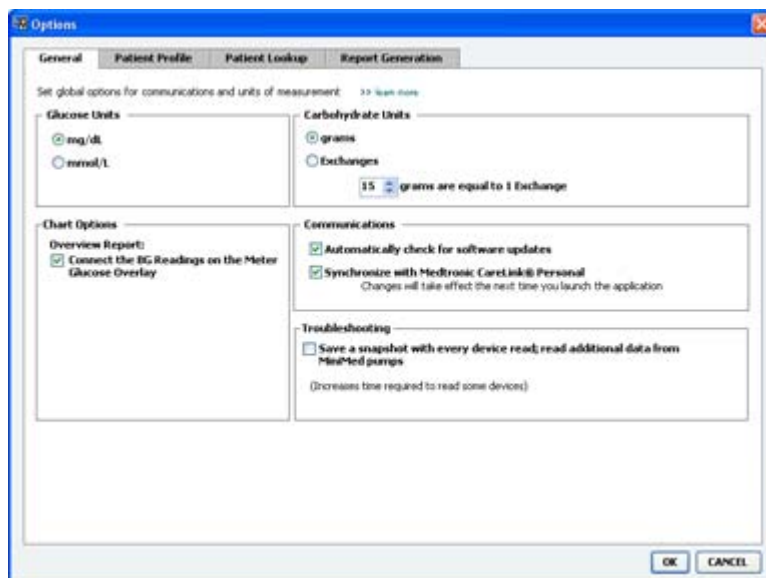 Options
General
Patient Profile
Patient Lookup
Report Generation
Set global options for communications and units of measurement >> learn more
Glucose Units
mg/dL
mmol/L
Carbohydrate Units
grams
Exchanges
15 grams are equal to 1 Exchange
Chart Options
Overview Report:
Connect the BG Readings on the Meter
Glucose Overlay
Communications
Automatically check for software updates
Synchronize with Medtronic CareLink® Personal
Changes will take effect the next time you launch the application
Troubleshooting
Save a snapshot with every device read; read additional data from
MiniMed pumps
(Increases time required to read some devices)
OK
CANCEL